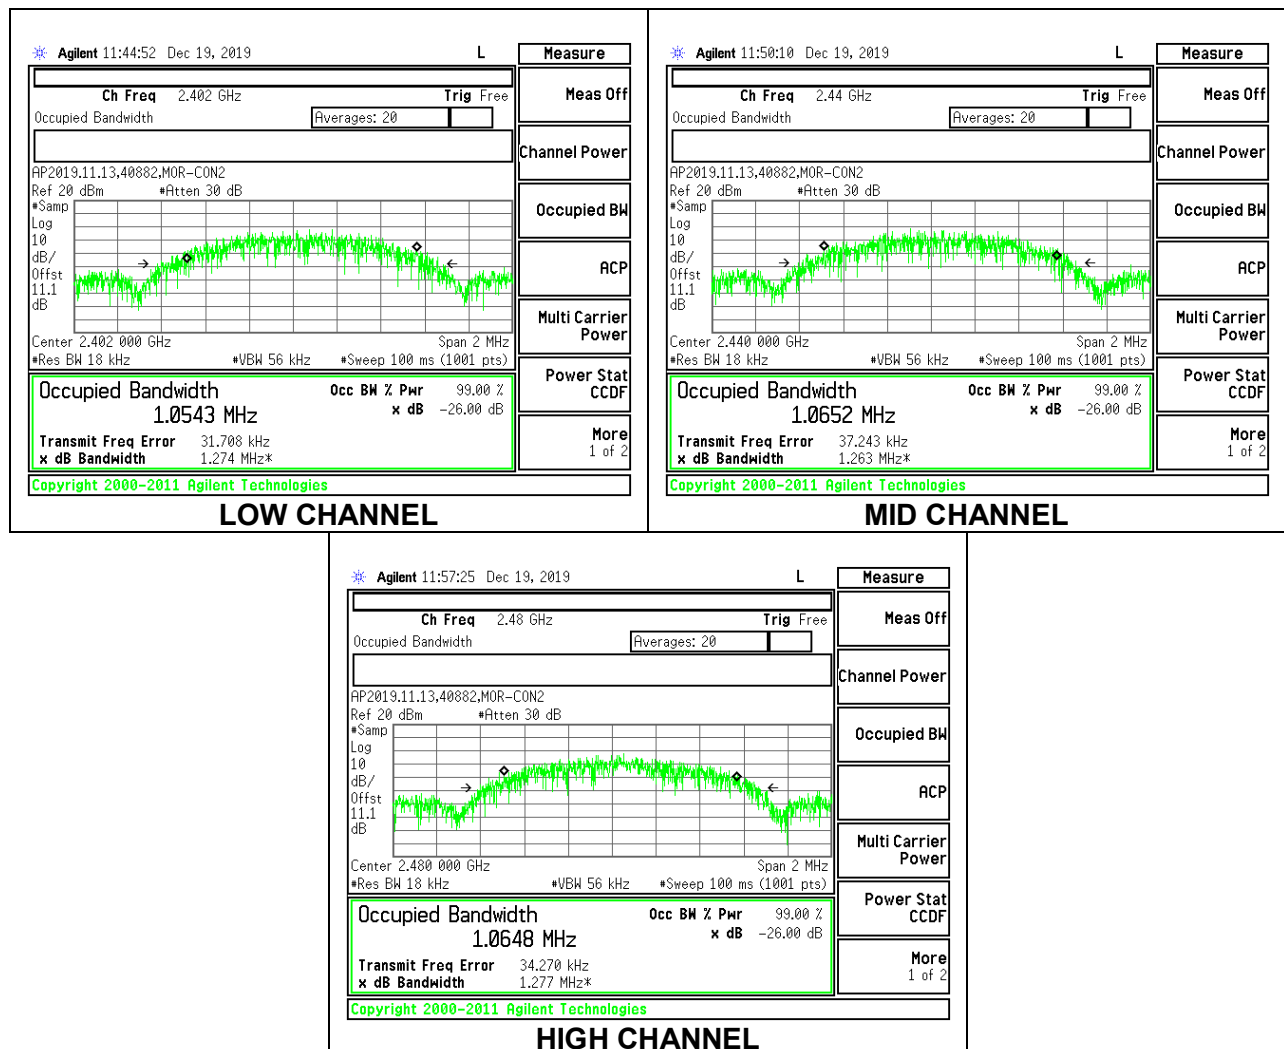 Agilent 11:44:52 Dec 19, 2019 L
Measure
Ch Freq 2.402 GHz Trig Free
Meas Off
Occupied Bandwidth Averages: 20
Channel Power
AP2019.11.13,40882,MOR-CON2
Ref 20 dBm #Atten 30 dB
#Samp
Log
10
dB/
Offst
11.1
dB
Occupied BW
ACP
Multi Carrier
Power
Center 2.402 000 GHz Span 2 MHz
#Res BW 18 kHz #VBW 56 kHz #Sweep 100 ms (1001 pts)
Power Stat
CCDF
Occupied Bandwidth Occ BW % Pwr 99.00 %
1.0543 MHz x dB -26.00 dB
More
1 of 2
Transmit Freq Error 31.708 kHz
x dB Bandwidth 1.274 MHz*
Copyright 2000-2011 Agilent Technologies
LOW CHANNEL
Agilent 11:50:10 Dec 19, 2019 L
Measure
Ch Freq 2.44 GHz Trig Free
Meas Off
Occupied Bandwidth Averages: 20
Channel Power
AP2019.11.13,40882,MOR-CON2
Ref 20 dBm #Atten 30 dB
#Samp
Log
10
dB/
Offst
11.1
dB
Occupied BW
ACP
Multi Carrier
Power
Center 2.440 000 GHz Span 2 MHz
#Res BW 18 kHz #VBW 56 kHz #Sweep 100 ms (1001 pts)
Power Stat
CCDF
Occupied Bandwidth Occ BW % Pwr 99.00 %
1.0652 MHz x dB -26.00 dB
More
1 of 2
Transmit Freq Error 37.243 kHz
x dB Bandwidth 1.263 MHz*
Copyright 2000-2011 Agilent Technologies
MID CHANNEL
Agilent 11:57:25 Dec 19, 2019 L
Measure
Ch Freq 2.48 GHz Trig Free
Meas Off
Occupied Bandwidth Averages: 20
Channel Power
AP2019.11.13,40882,MOR-CON2
Ref 20 dBm #Atten 30 dB
#Samp
Log
10
dB/
Offst
11.1
dB
Occupied BW
ACP
Multi Carrier
Power
Center 2.480 000 GHz Span 2 MHz
#Res BW 18 kHz #VBW 56 kHz #Sweep 100 ms (1001 pts)
Power Stat
CCDF
Occupied Bandwidth Occ BW % Pwr 99.00 %
1.0648 MHz x dB -26.00 dB
More
1 of 2
Transmit Freq Error 34.270 kHz
x dB Bandwidth 1.277 MHz*
Copyright 2000-2011 Agilent Technologies
HIGH CHANNEL